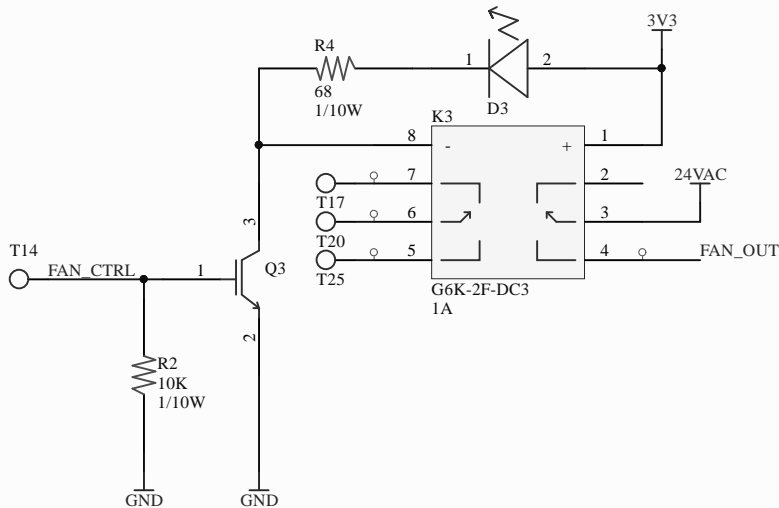 3V3
R4
68
1/10W
1
2
D3
K3
8
-
+
1
7
2
24VAC
T17
3
6
3
T20
T14
5
4
FAN_OUT
FAN_CTRL
1
Q3
T25
G6K-2F-DC3
1A
2
R2
10K
1/10W
GND
GND